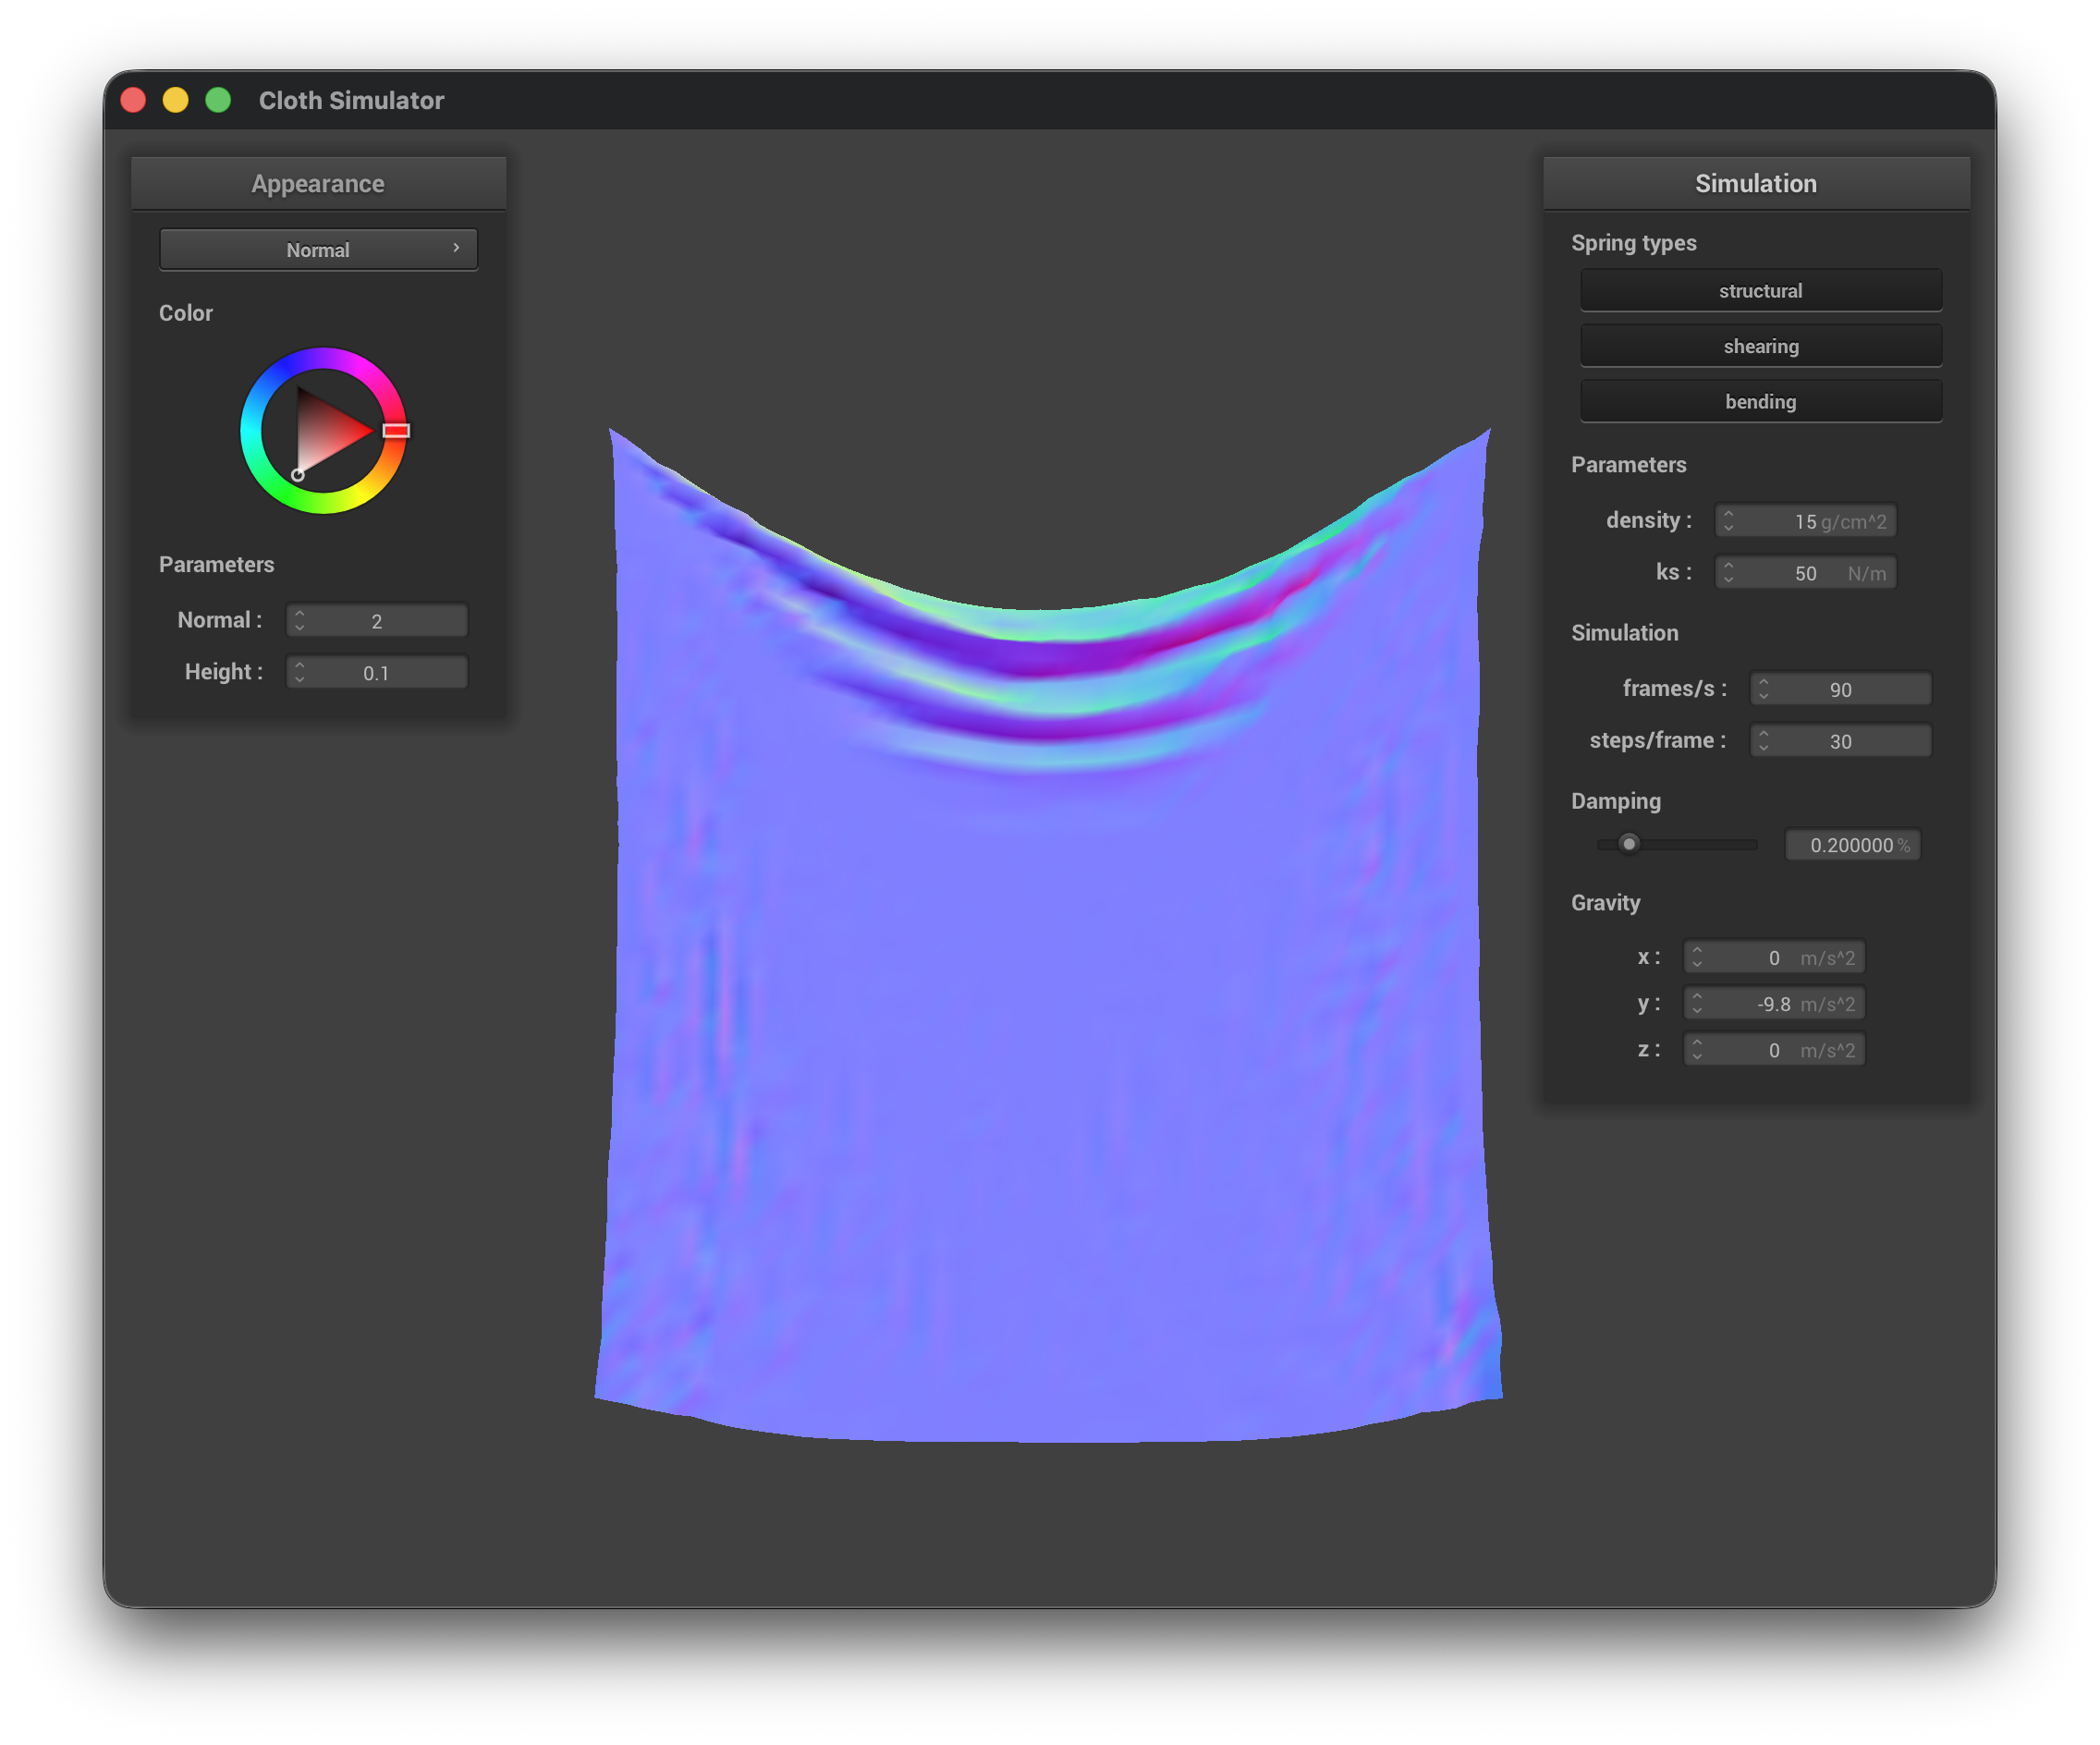 Cloth Simulator
Appearance
Normal
Color
Parameters
Normal : 2
Height : 0.1
Simulation
Spring types
structural
shearing
bending
Parameters
density : 15 g/cm^2
ks : 50 N/m
Simulation
frames/s : 90
steps/frame : 30
Damping
0.200000 %
Gravity
x : 0 m/s^2
y : -9.8 m/s^2
z : 0 m/s^2